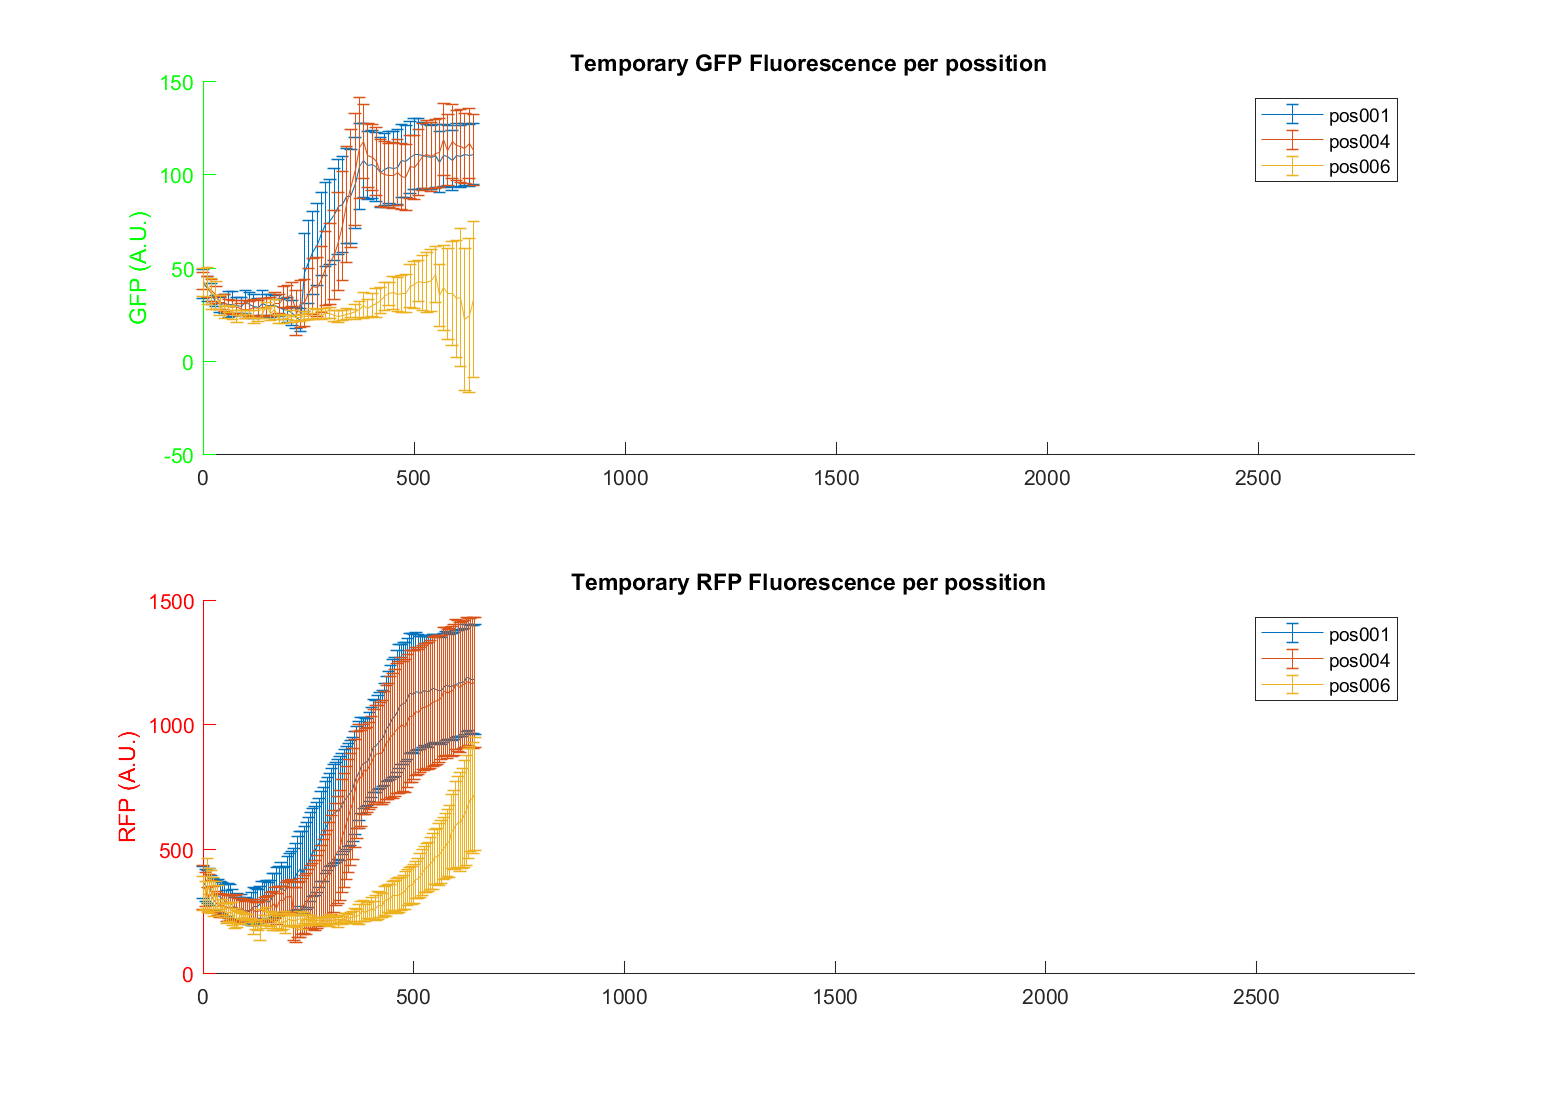 Temporary GFP Fluorescence per possition
150
100
50
0
-50
GFP (A.U.)
0 500 1000 1500 2000 2500
pos001
pos004
pos006
Temporary RFP Fluorescence per possition
1500
1000
500
0
RFP (A.U.)
0 500 1000 1500 2000 2500
pos001
pos004
pos006